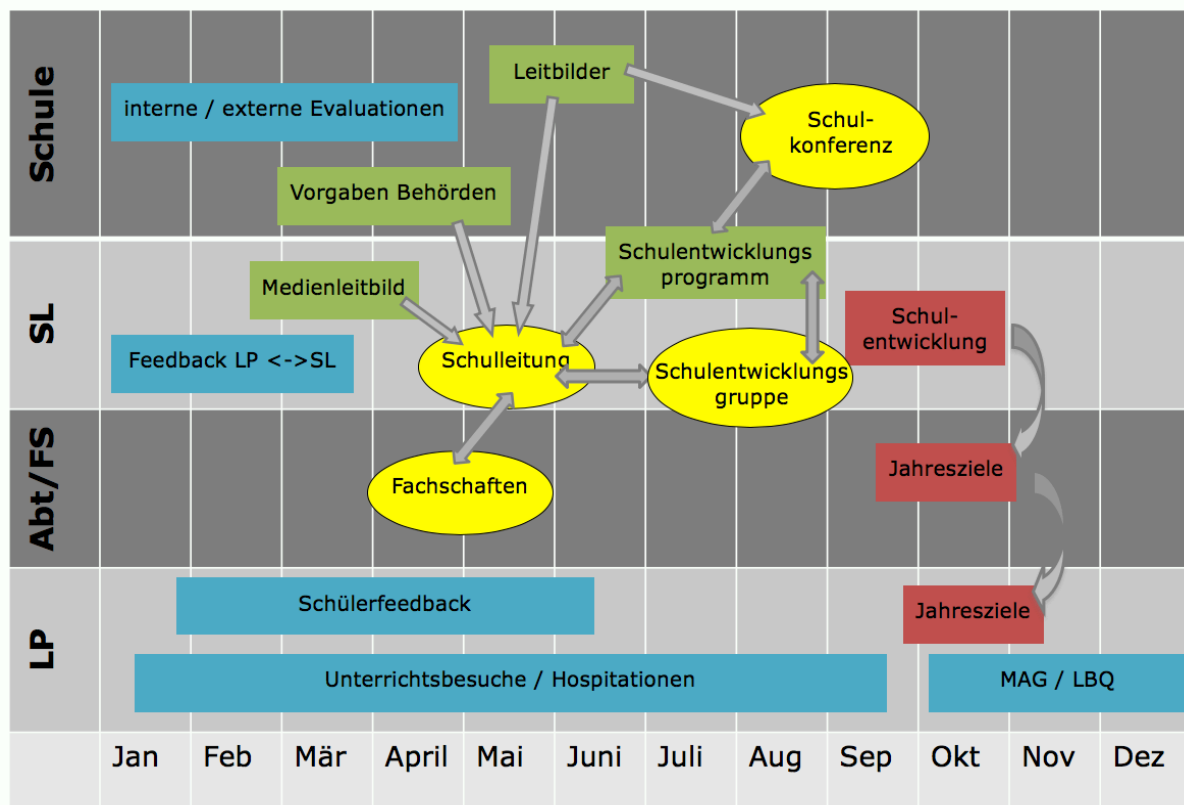 Schule
interne / externe Evaluationen
Leitbilder
Schul-
konferenz
Vorgaben Behörden
SL
Medienleitbild
Schulentwicklungs
programm
Feedback LP <->SL
Schulleitung
Schulentwicklungs
gruppe
Schul-
entwicklung
Abt/FS
Fachschaften
Jahresziele
LP
Schülerfeedback
Jahresziele
Unterrichtsbesuche / Hospitationen
MAG / LBQ
Jan Feb Mär April Mai Juni Juli Aug Sep Okt Nov Dez